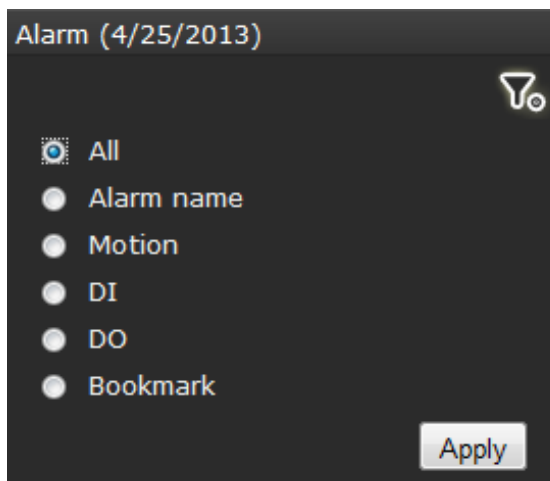 Alarm (4/25/2013)
All
Alarm name
Motion
DI
DO
Bookmark
Apply